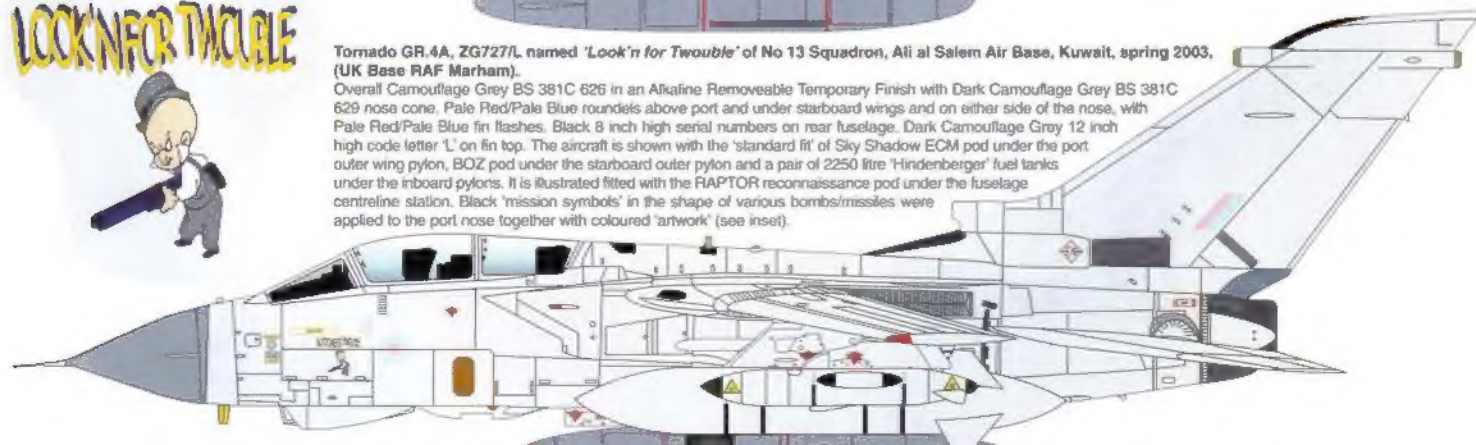 LOOK'N FOR TWOUBLE
Tornado GR.4A, ZG727/L named 'Look'n for Twouble' of No 13 Squadron, Ali al Salem Air Base, Kuwait, spring 2003.
(UK Base RAF Marham).
Overall Camouflage Grey BS 381C 626 in an Alkaline Removeable Temporary Finish with Dark Camouflage Grey BS 381C
629 nose cone. Pale Red/Pale Blue roundels above port and under starboard wings and on either side of the nose, with
Pale Red/Pale Blue fin flashes. Black 8 inch high serial numbers on rear fuselage. Dark Camouflage Grey 12 inch
high code letter 'L' on fin top. The aircraft is shown with the 'standard fit' of Sky Shadow ECM pod under the port
outer wing pylon, BOZ pod under the starboard outer pylon and a pair of 2250 litre 'Hindenberger' fuel tanks
under the inboard pylons. It is illustrated fitted with the RAPTOR reconnaissance pod under the fuselage
centreline station. Black 'mission symbols' in the shape of various bombs/missiles were
applied to the port nose together with coloured 'artwork' (see inset).